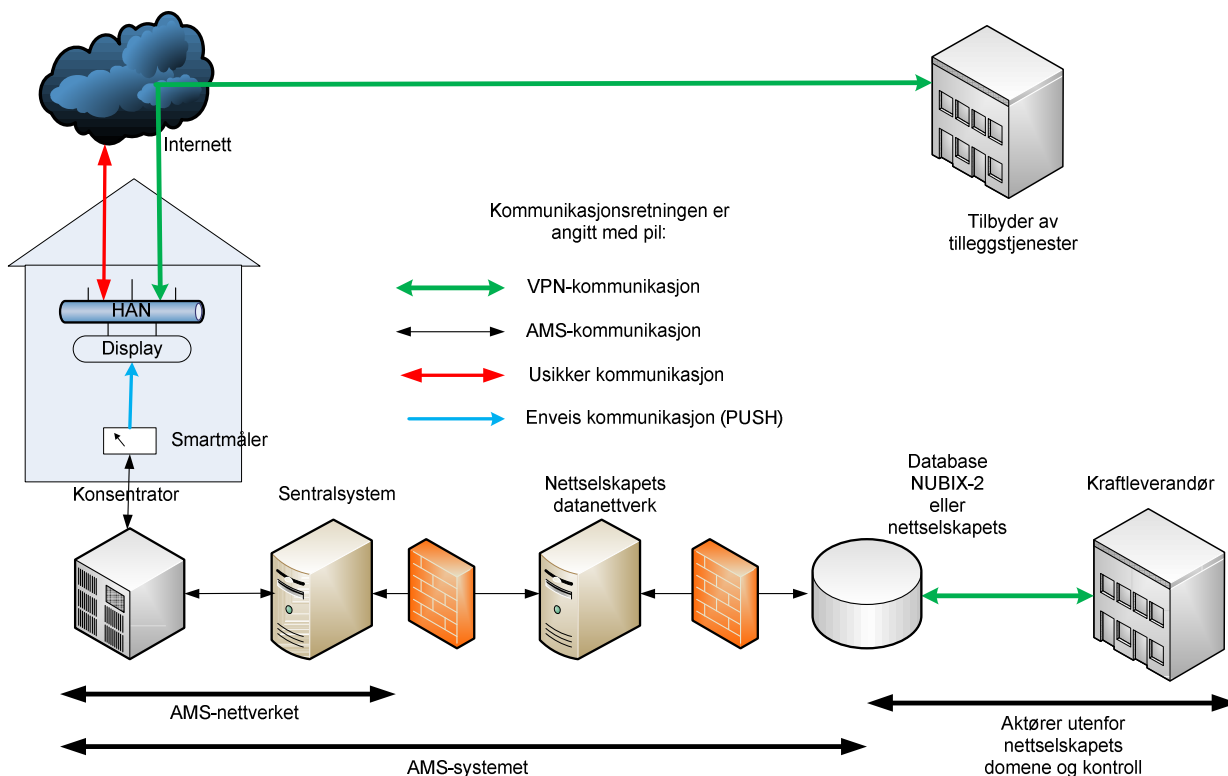 Internett
Tilbyder av
tilleggstjenester
Kommunikasjonsretningen er
angitt med pil:
VPN-kommunikasjon
AMS-kommunikasjon
Usikker kommunikasjon
Enveis kommunikasjon (PUSH)
HAN
Display
Smartmåler
Konsentrator
Sentralsystem
Nettselskapets
datanettverk
Database
NUBIX-2
eller
nettselskapets
Kraftleverandør
AMS-nettverket
AMS-systemet
Aktører utenfor
nettselskapets
domene og kontroll